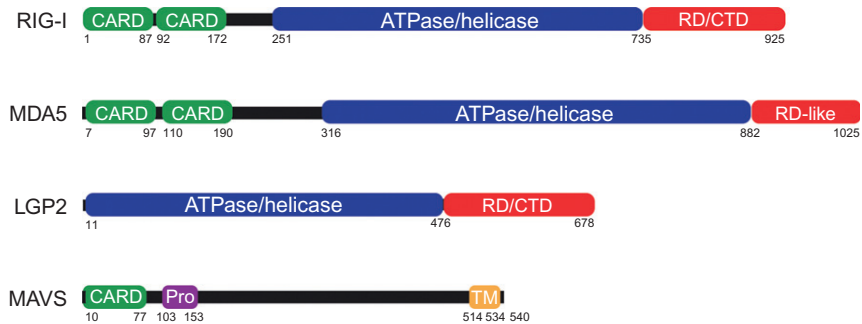 RIG-I CARD CARD ATPase/helicase RD/CTD
1 87 92 172 251 735 925
MDA5 CARD CARD ATPase/helicase RD-like
7 97 110 190 316 882 1025
LGP2 ATPase/helicase RD/CTD
11 476 678
MAVS CARD Pro TM
10 77 103 153 514 534 540